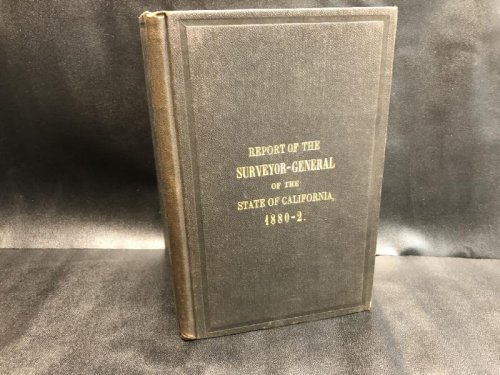 REPORT OF THE
SURVEYOR-GENERAL
OF THE
STATE OF CALIFORNIA,
1880-2.